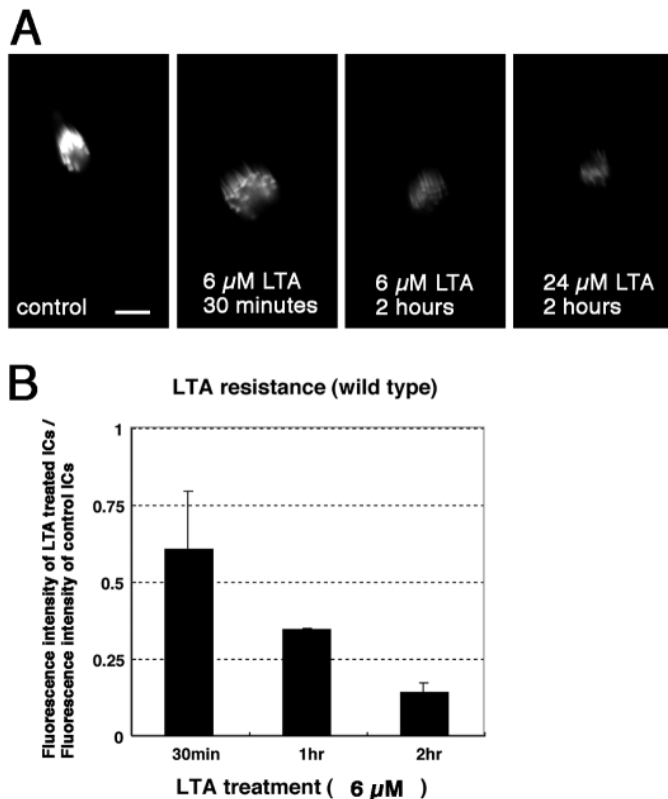 A
control
6 µM LTA
30 minutes
6 µM LTA
2 hours
24 µM LTA
2 hours
B
LTA resistance (wild type)
Fluorescence intensity of LTA treated ICs /
Fluorescence intensity of control ICs
1
0.75
0.5
0.25
0
30min
1hr
2hr
LTA treatment ( 6 µM )